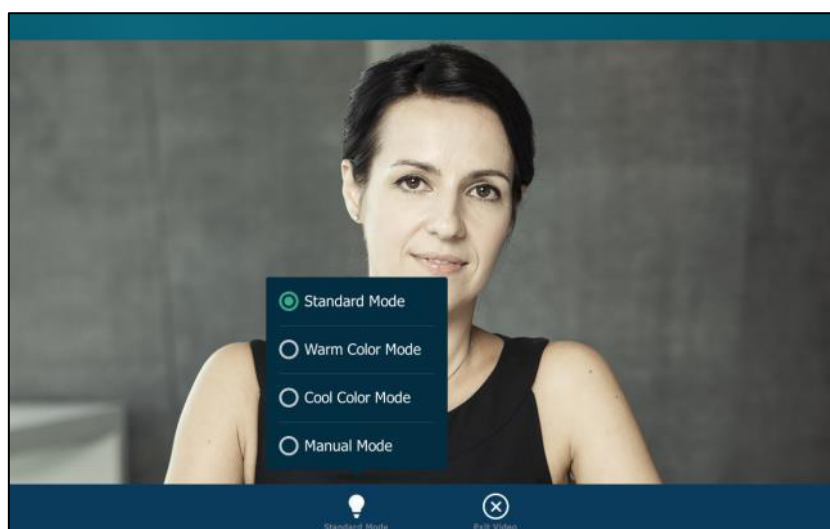 Standard Mode
Warm Color Mode
Cool Color Mode
Manual Mode
Standard Mode
Exit Video